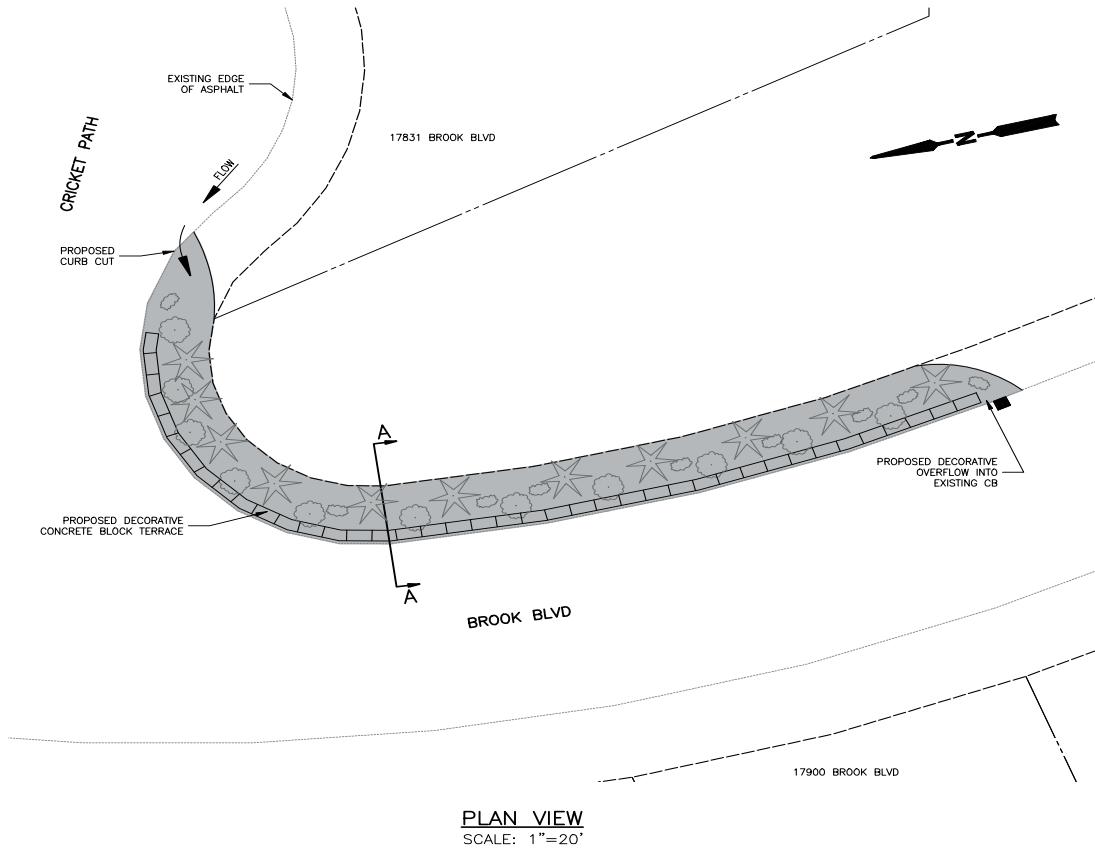 EXISTING EDGE
OF ASPHALT
CRICKET PATH
17831 BROOK BLVD
N
FLOW
PROPOSED
CURB CUT
A
PROPOSED DECORATIVE
OVERFLOW INTO
EXISTING CB
PROPOSED DECORATIVE
CONCRETE BLOCK TERRACE
A
BROOK BLVD
17900 BROOK BLVD
PLAN VIEW
SCALE: 1"=20'